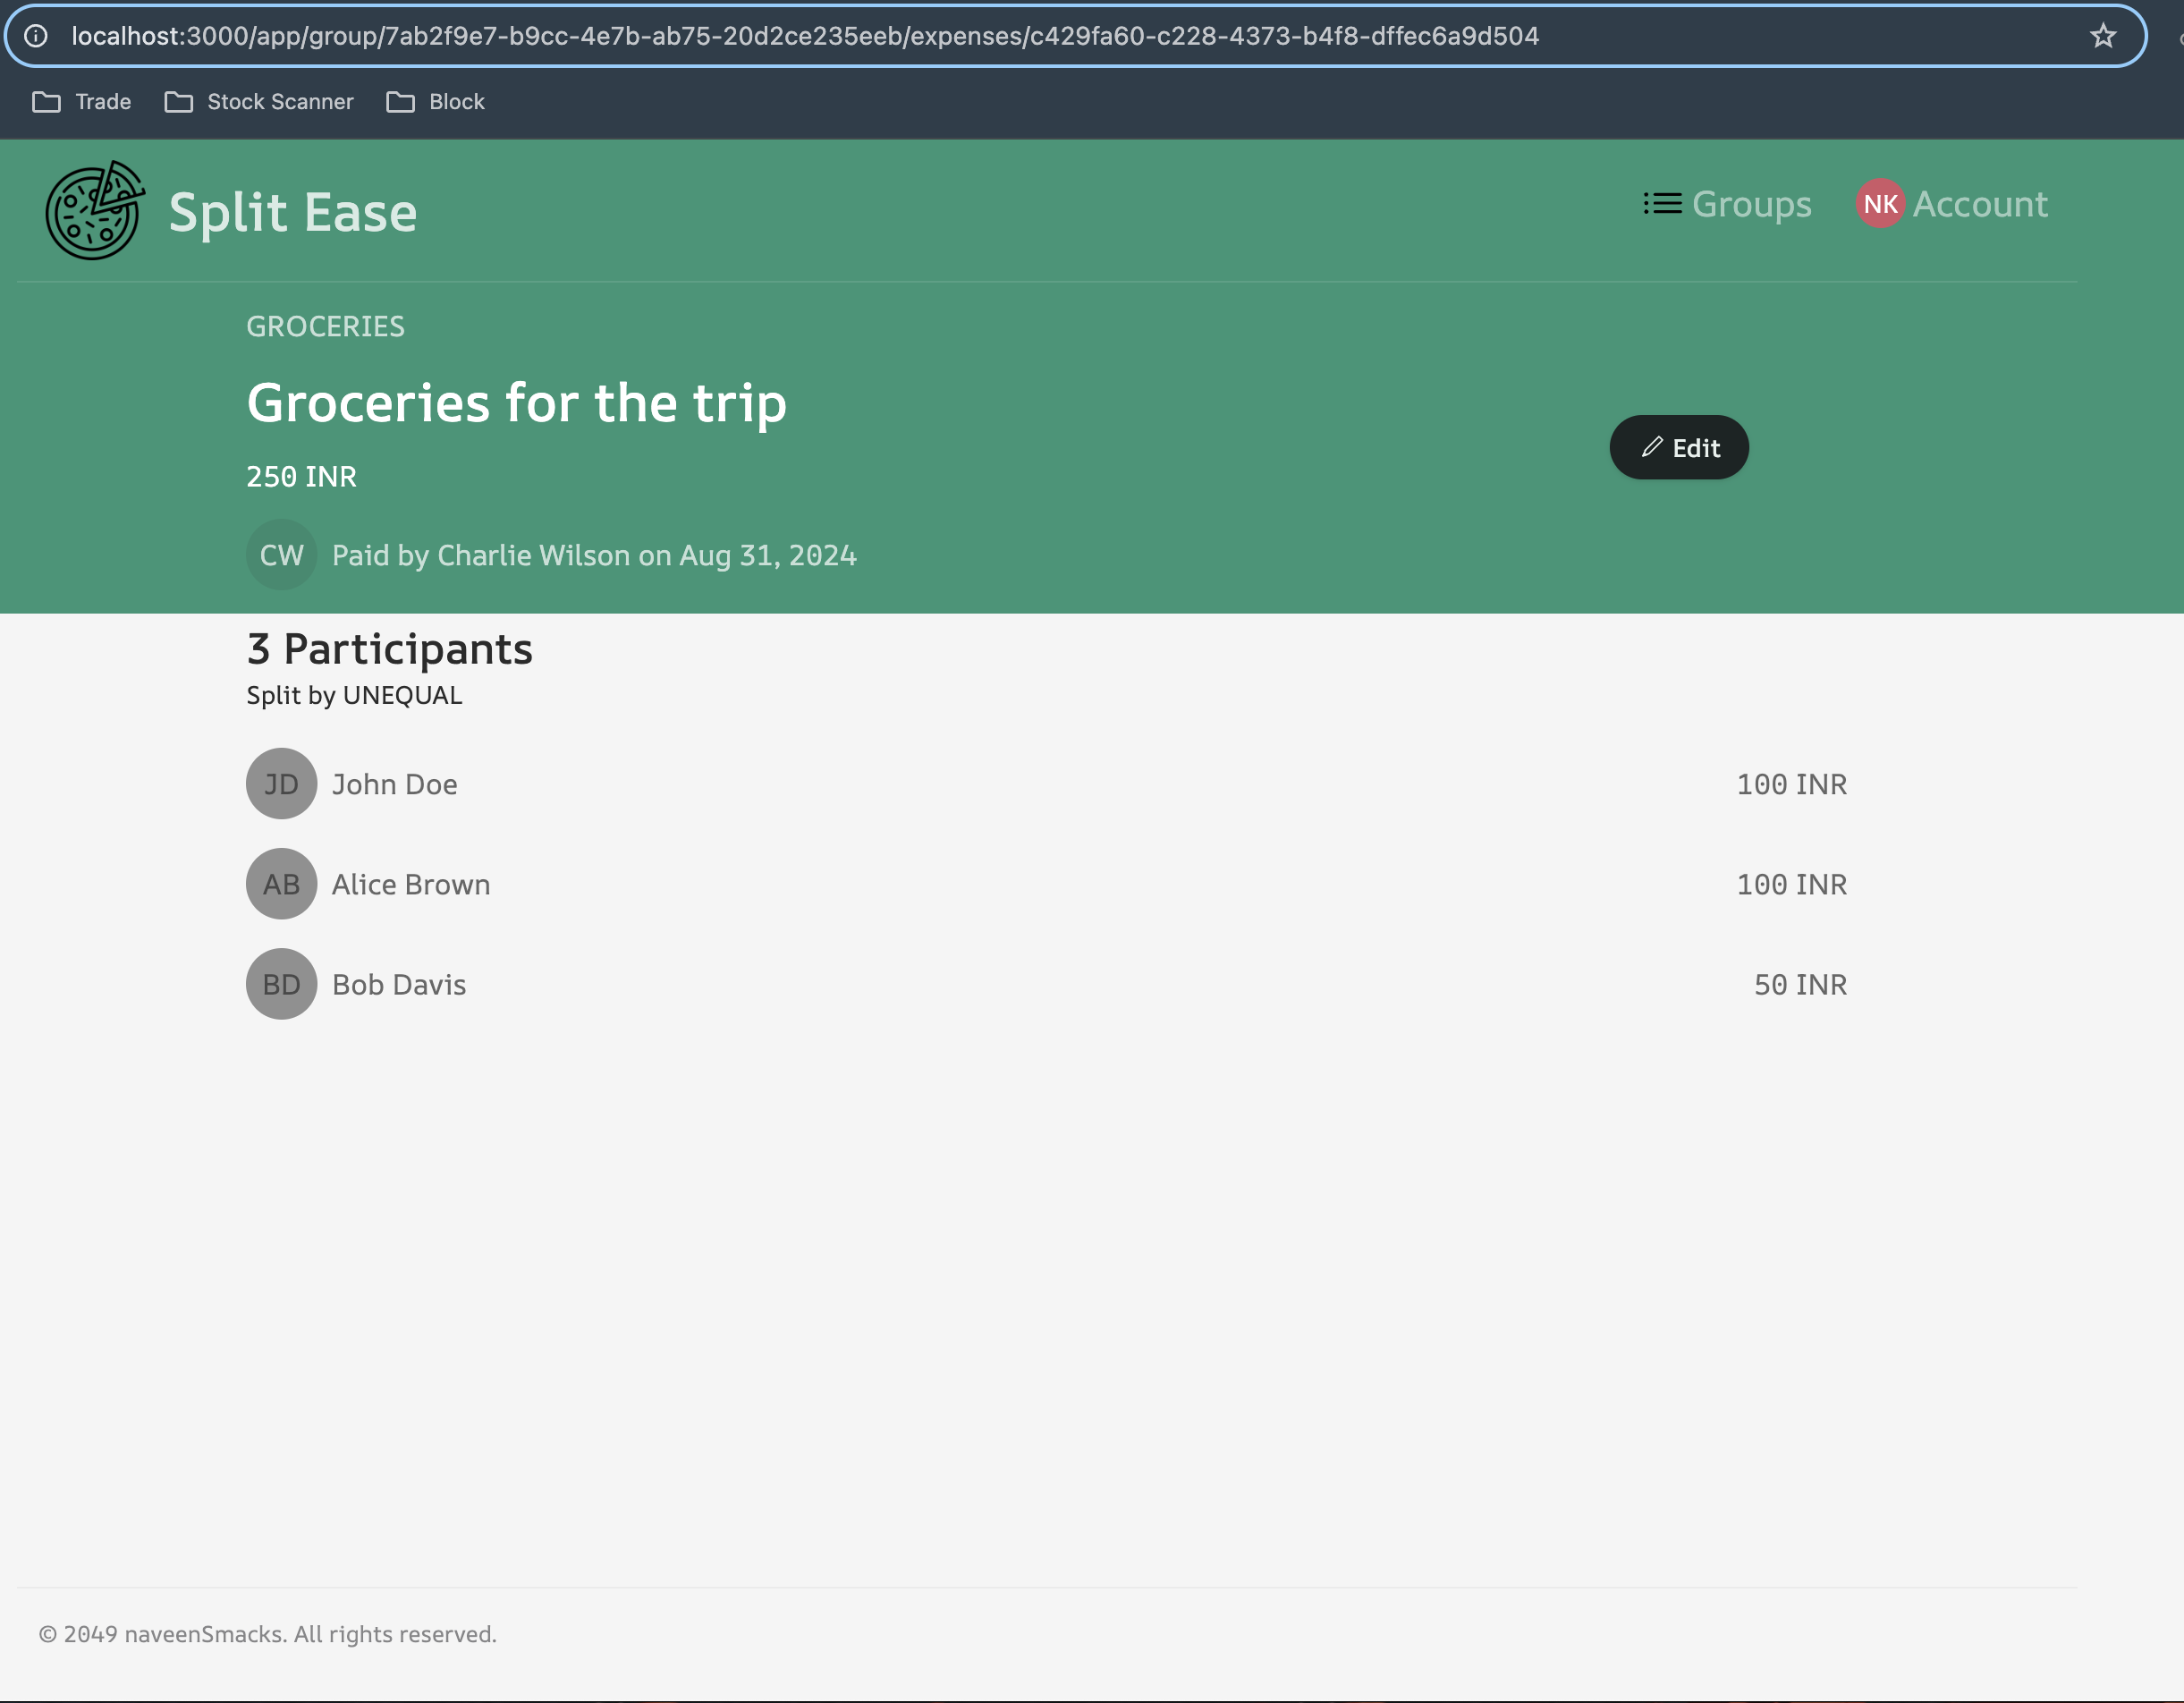 localhost:3000/app/group/7ab2f9e7-b9cc-4e7b-ab75-20d2ce235eeb/expenses/c429fa60-c228-4373-b4f8-dffec6a9d504
Trade Stock Scanner Block
Split Ease Groups NK Account
GROCERIES
Groceries for the trip
Edit
250 INR
CW Paid by Charlie Wilson on Aug 31, 2024
3 Participants
Split by UNEQUAL
JD John Doe 100 INR
AB Alice Brown 100 INR
BD Bob Davis 50 INR
© 2049 naveenSmacks. All rights reserved.